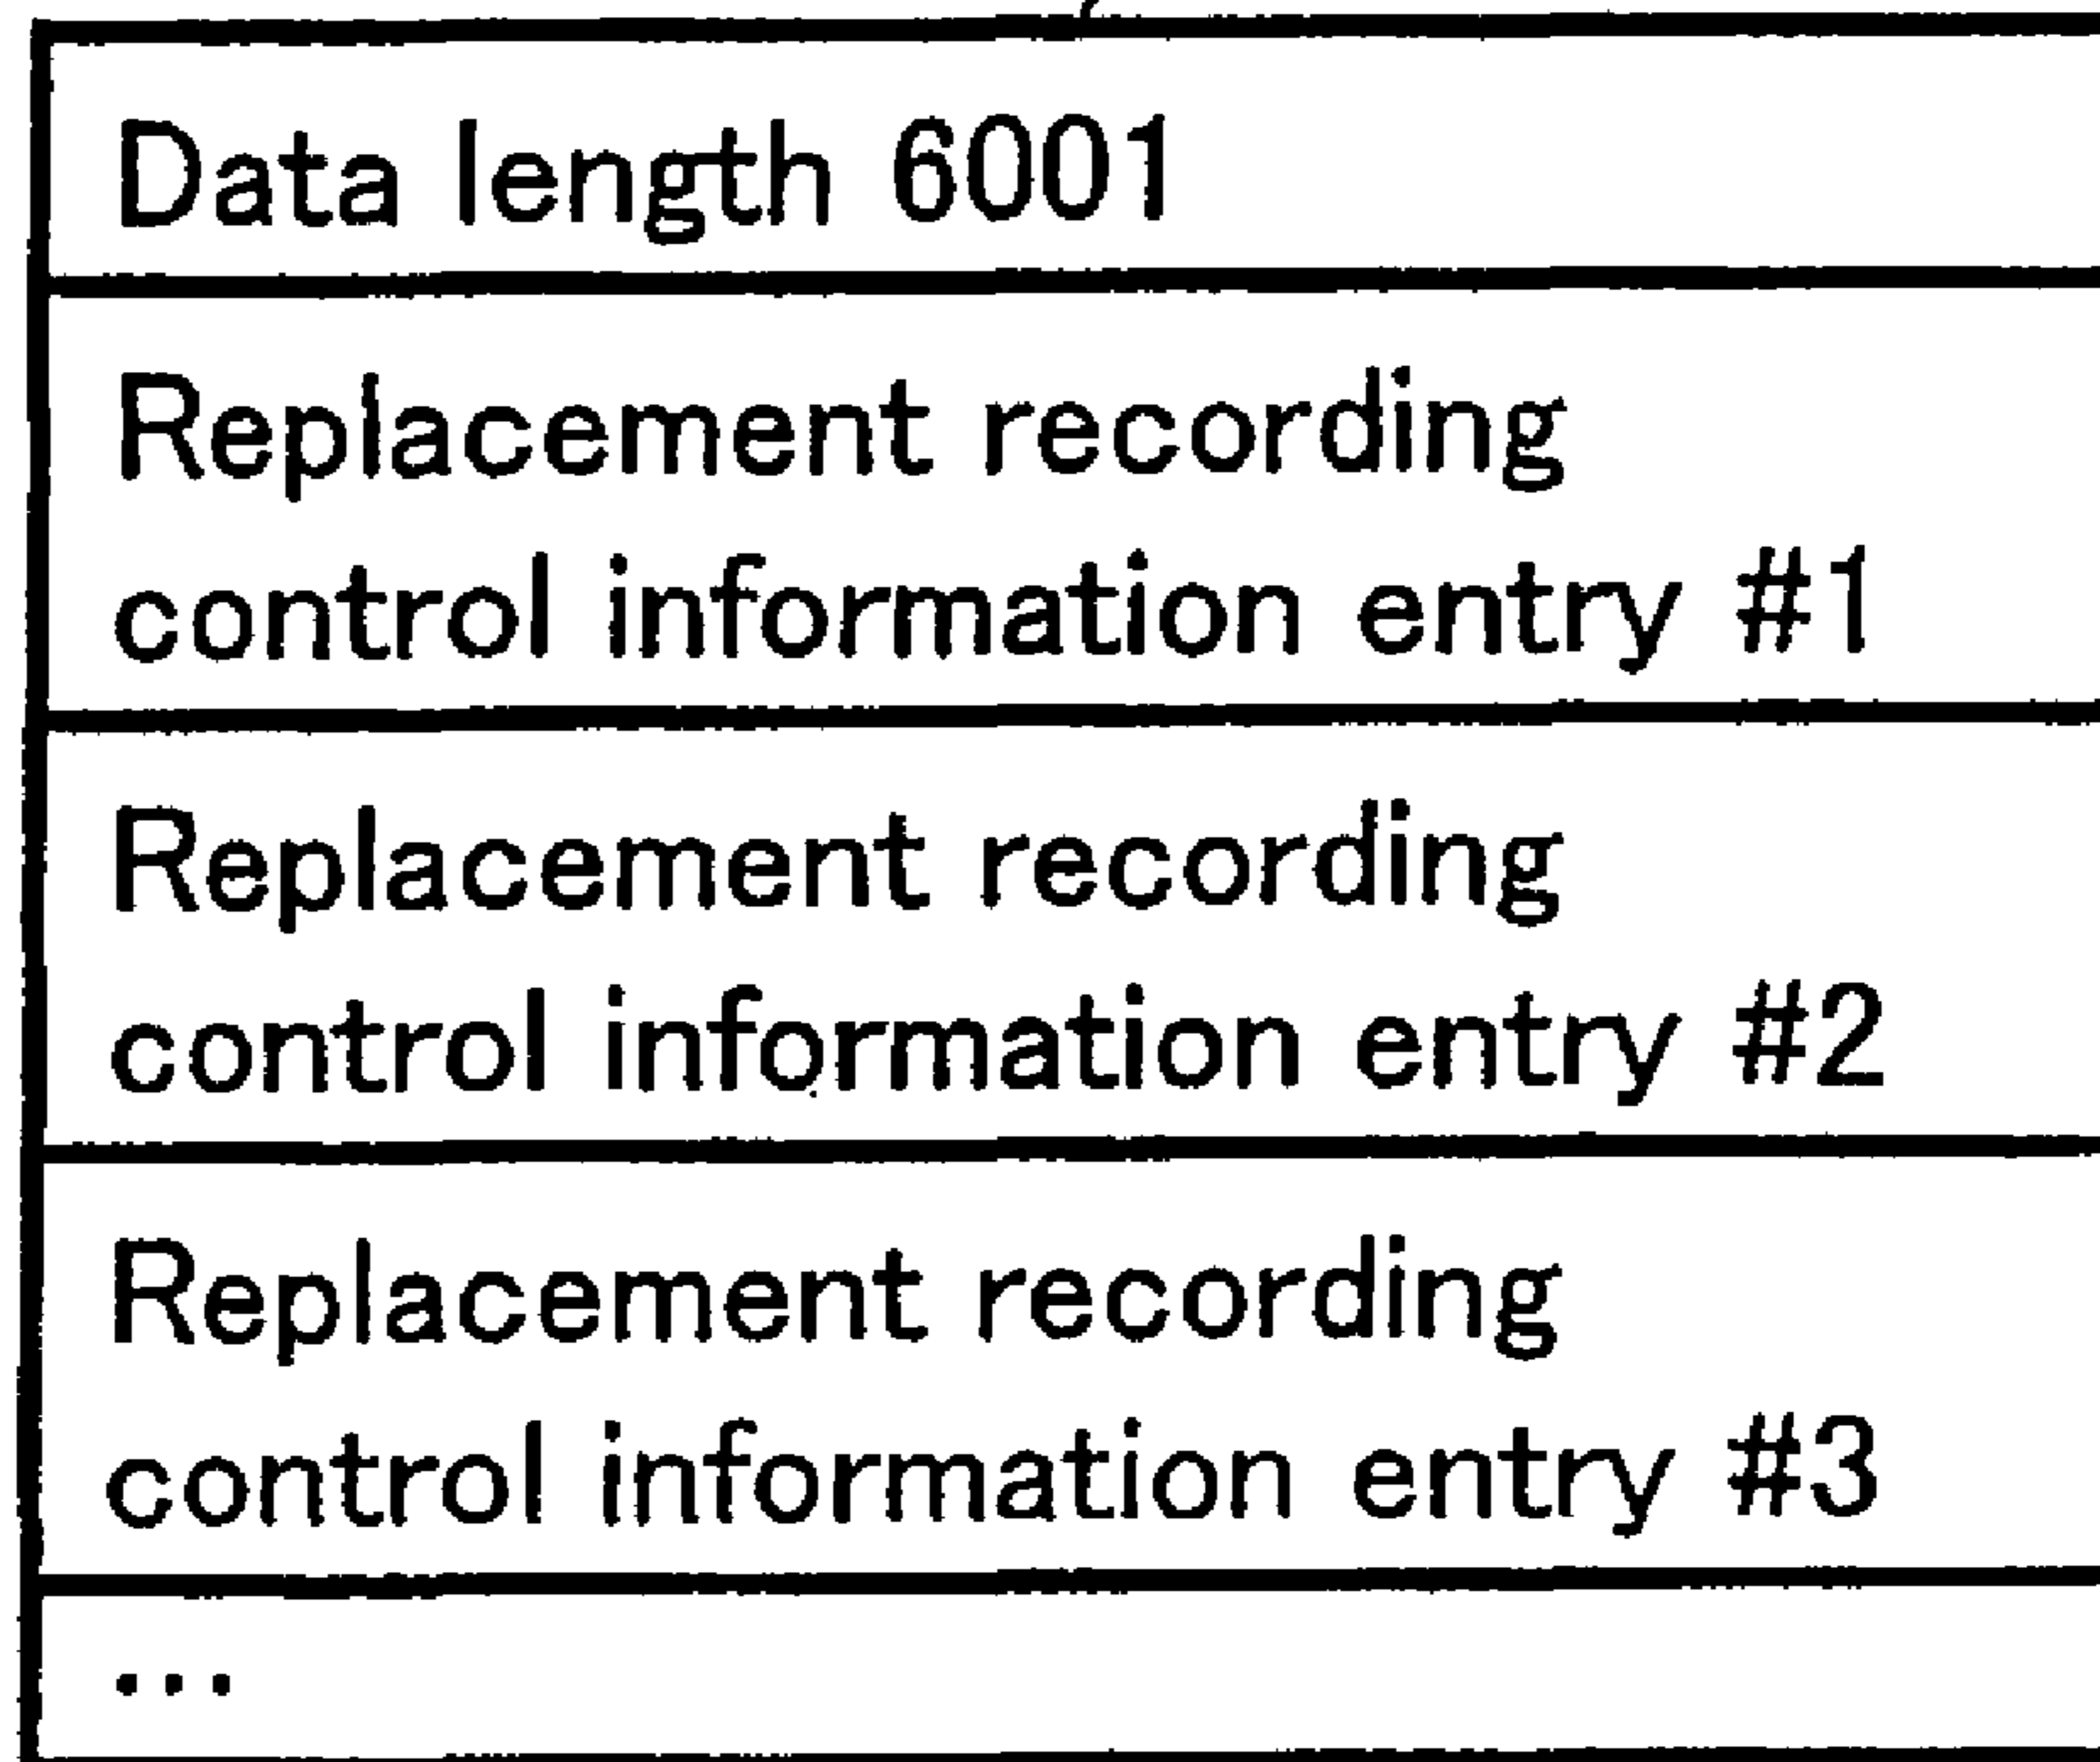 Data length 6001
Replacement recording
control information entry #1
Replacement recording
control information entry #2
Replacement recording
control information entry #3
...